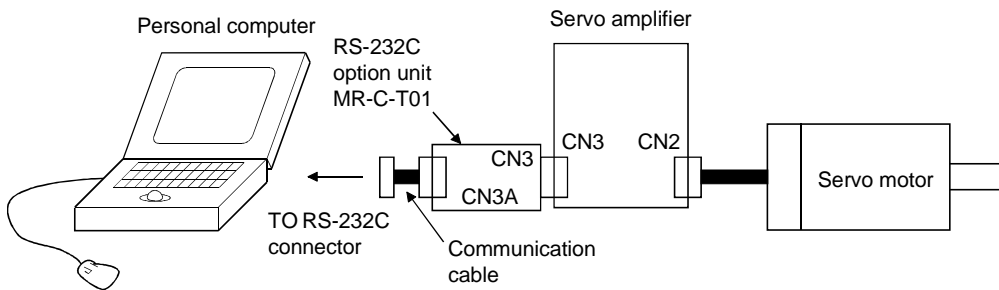 Personal computer
RS-232C
option unit
MR-C-T01
Servo amplifier
CN3
CN3A
CN3
CN2
Servo motor
TO RS-232C
connector
Communication
cable